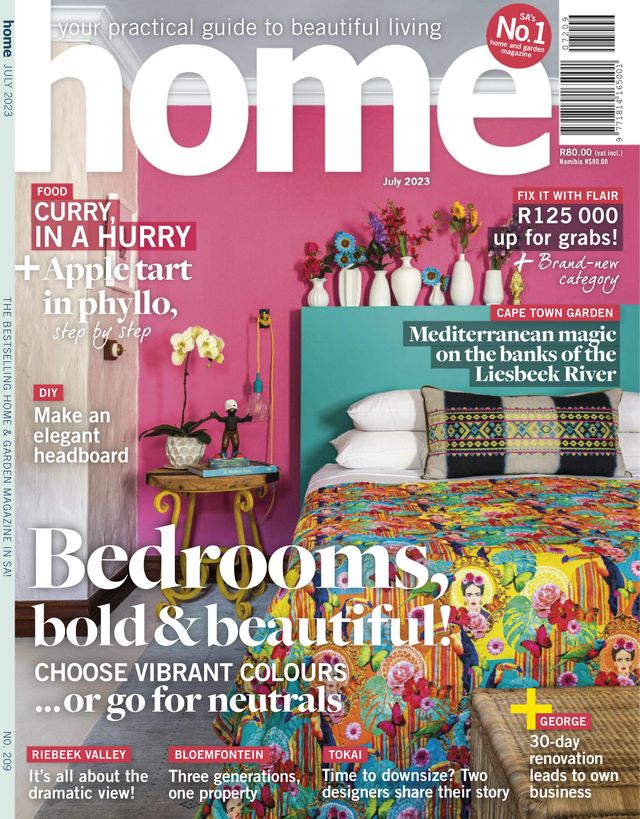 your practical guide to beautiful living
home
SA's
No.1
home and garden
magazine
07209
9 771814 165001
R80.00 (vat incl.)
Namibia N$80.00
July 2023
home JULY 2023
THE BESTSELLING HOME & GARDEN MAGAZINE IN SA!
NO. 209
FOOD
CURRY,
IN A HURRY
+ Apple tart
in phyllo,
step by step
FIX IT WITH FLAIR
R125 000
up for grabs!
+ Brand-new
category
CAPE TOWN GARDEN
Mediterranean magic
on the banks of the
Liesbeek River
DIY
Make an
elegant
headboard
Bedrooms,
bold & beautiful!
CHOOSE VIBRANT COLOURS
...or go for neutrals
+ GEORGE
30-day
renovation
leads to own
business
RIEBEEK VALLEY
It's all about the
dramatic view!
BLOEMFONTEIN
Three generations,
one property
TOKAI
Time to downsize? Two
designers share their story